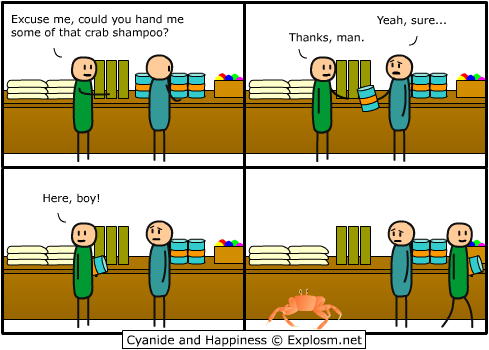 Excuse me, could you hand me
some of that crab shampoo?
Yeah, sure...
Thanks, man.
Here, boy!
Cyanide and Happiness © Explosm.net